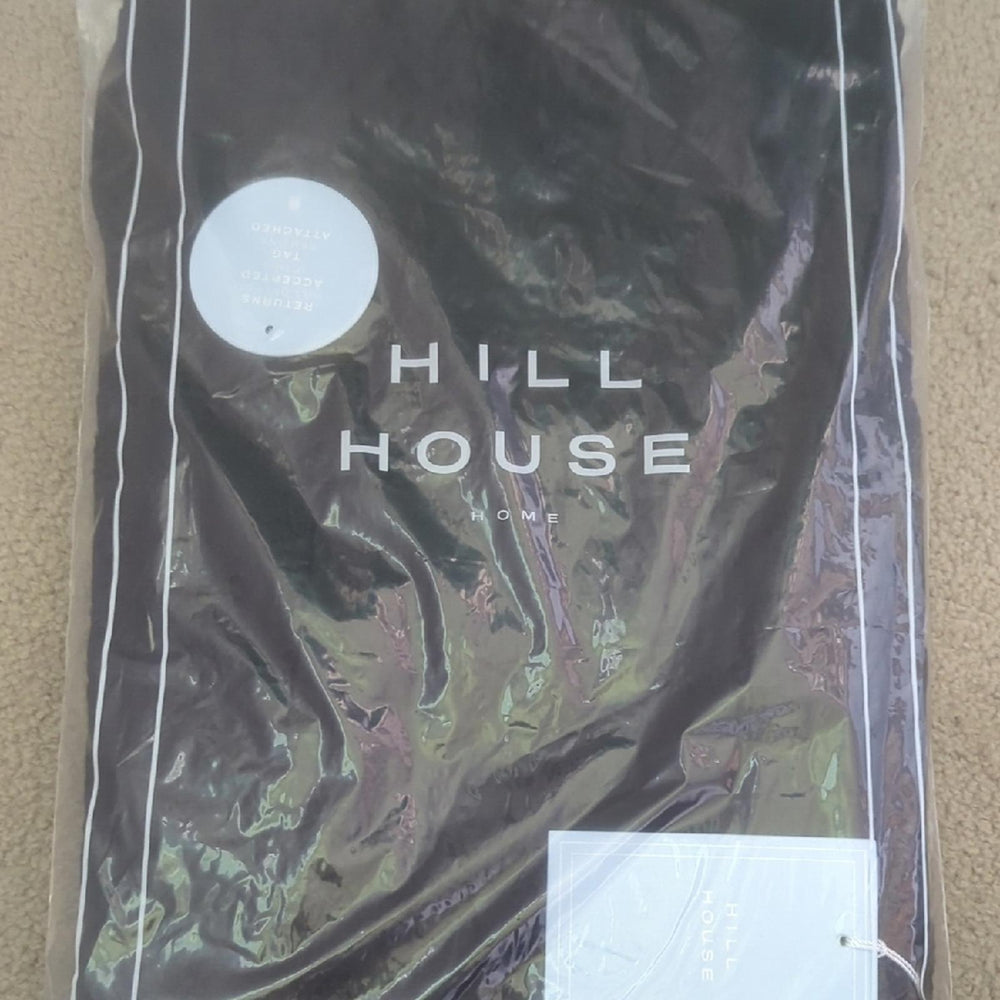 HILL
HOUSE
HOME
RETURNS
ACCEPTED
TAG
ATTACHED
HILL
HOUSE